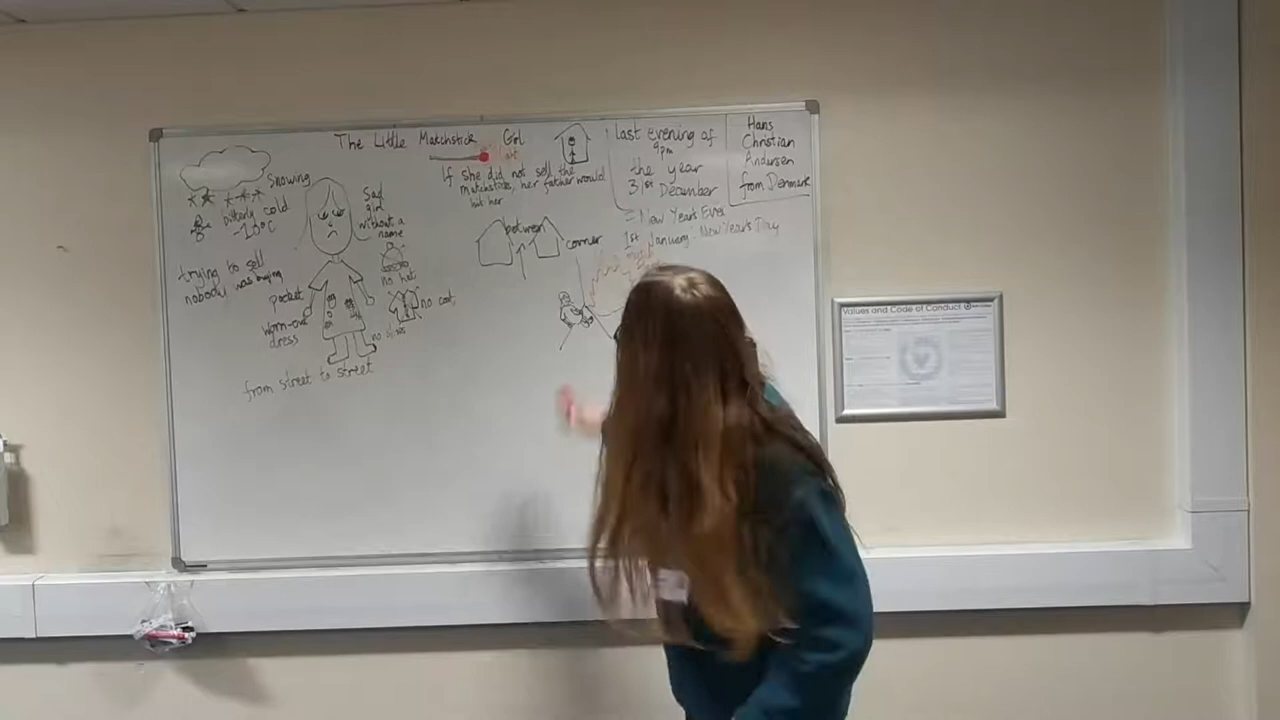 The Little Matchstick Girl
If she did not sell the
matchsticks, her father would
hit her
last evening of
9pm
the year
31st December
= New Year's Eve
1st January: New Year's Day
Hans
Christian
Andersen
from Denmark
Snowing
bitterly cold
-10°C
Sad
girl
without a
name
trying to sell
nobody was buying
pocket
worn-out
dress
no hat
no coat
no
from street to street
between
corner
Values and Code of Conduct